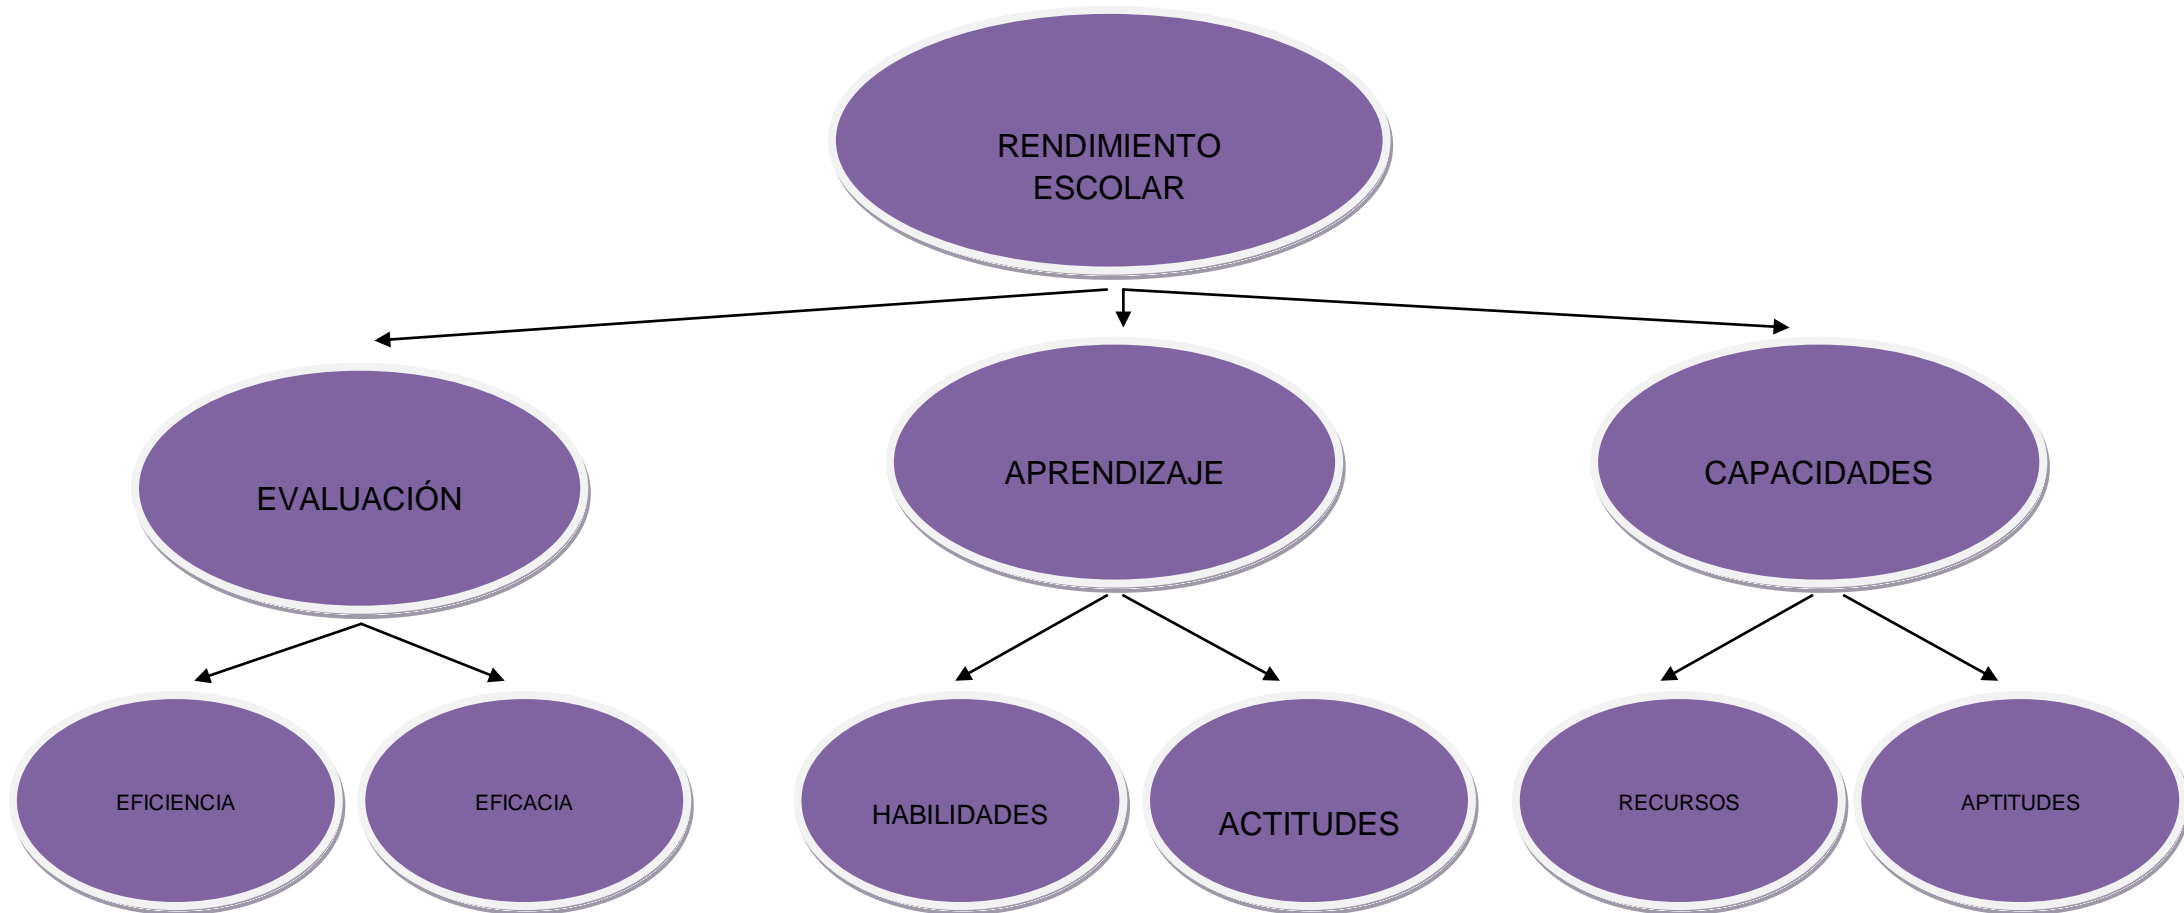 RENDIMIENTO
ESCOLAR
EVALUACIÓN
APRENDIZAJE
CAPACIDADES
EFICIENCIA
EFICACIA
HABILIDADES
ACTITUDES
RECURSOS
APTITUDES